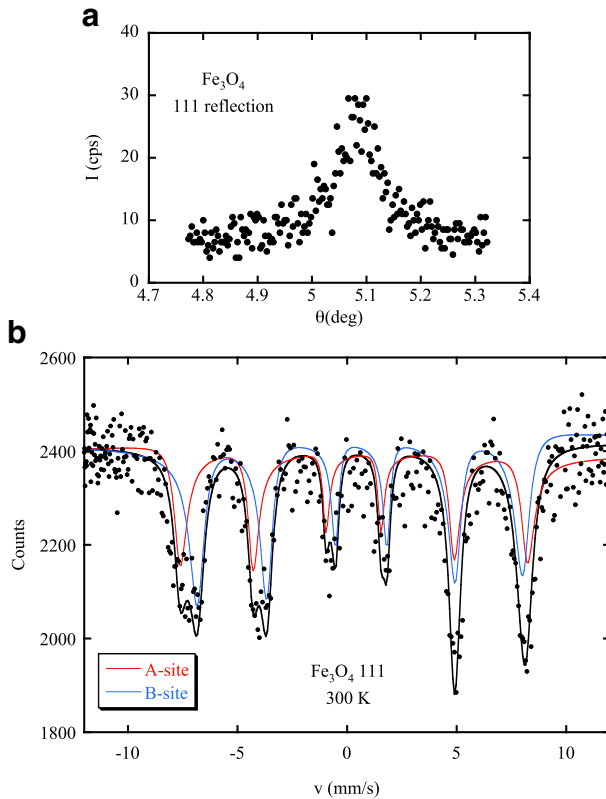 a
40
30
20
10
0
I (cps)
Fe₃O₄
111 reflection
4.7 4.8 4.9 5 5.1 5.2 5.3 5.4
θ(deg)
b
2600
2400
2200
2000
1800
Counts
A-site
B-site
Fe₃O₄ 111
300 K
-10 -5 0 5 10
v (mm/s)